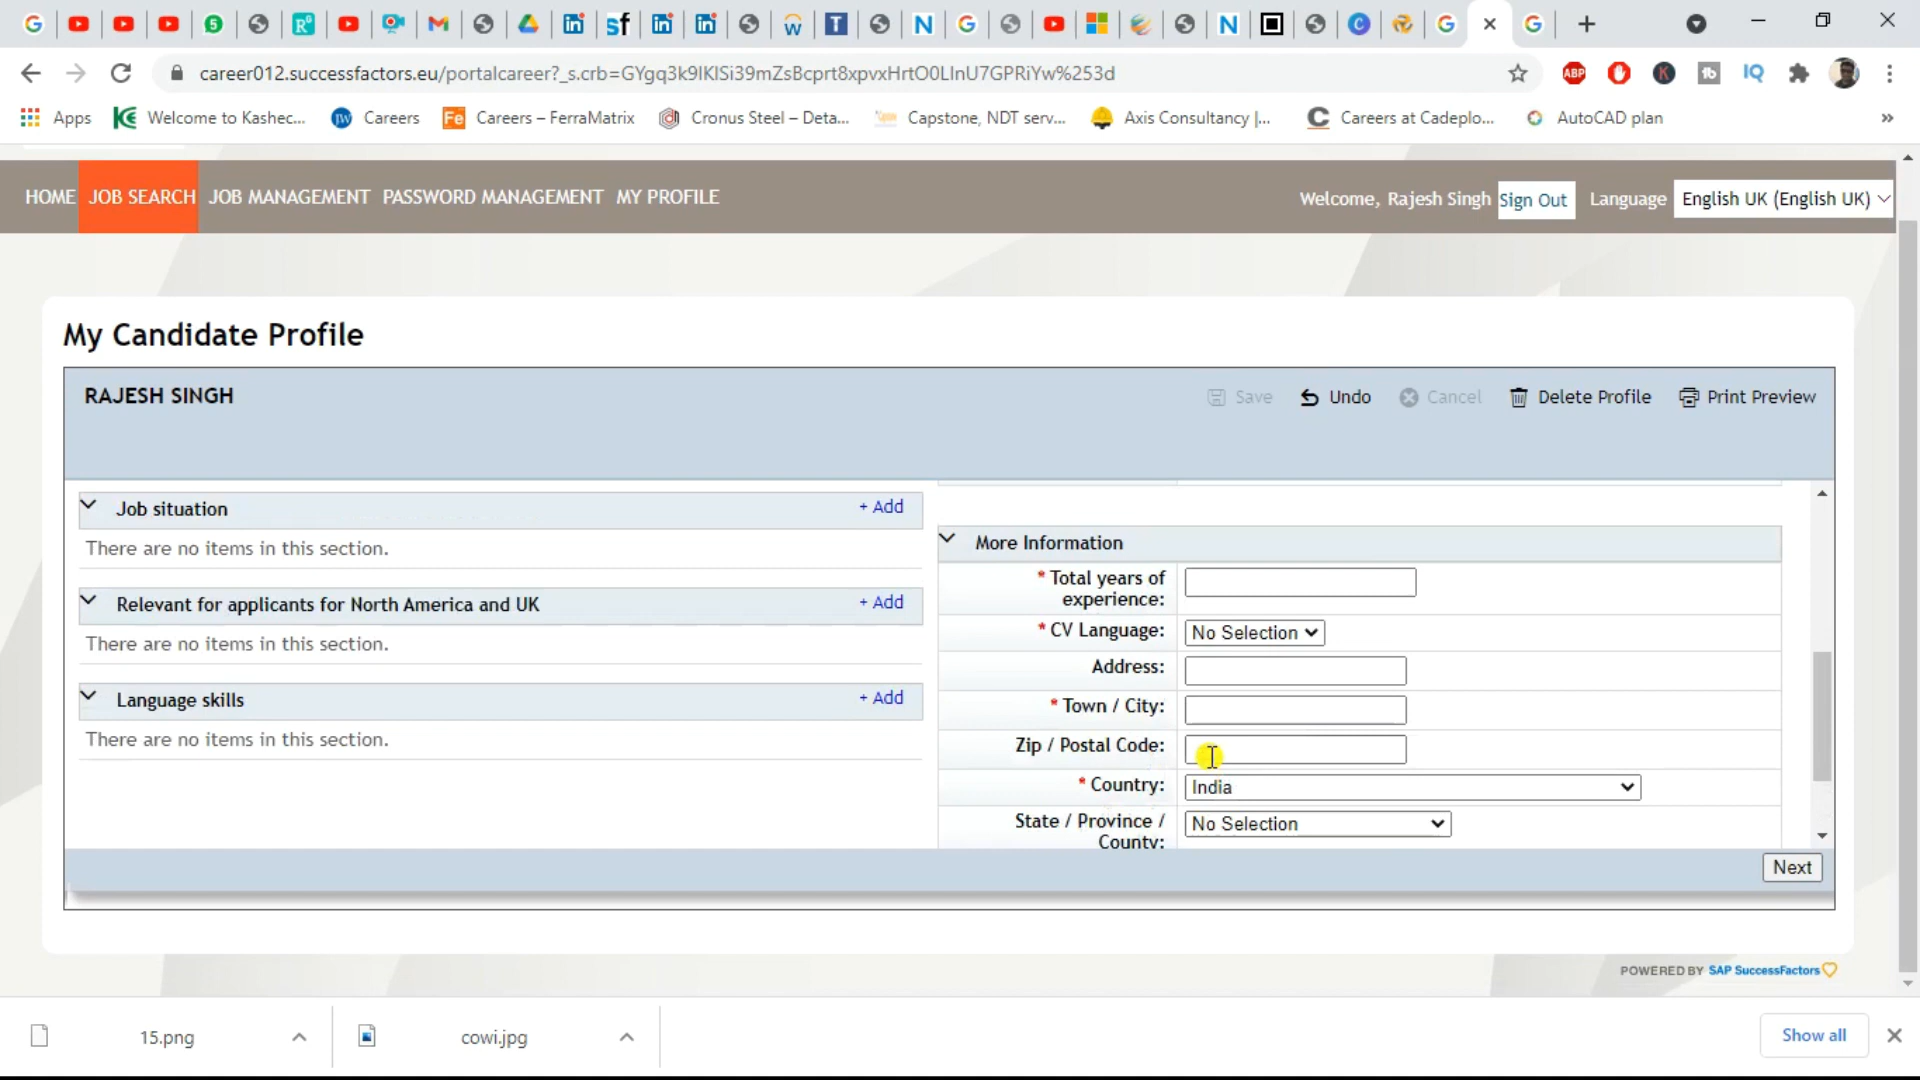 career012.successfactors.eu/portalcareer?_s.crb=GYgq3k9IKISi39mZsBcprt8xpvxHrtO0LInU7GPRiYw%253d
Apps
Welcome to Kashec...
Careers
Careers – FerraMatrix
Cronus Steel – Deta...
Capstone, NDT serv...
Axis Consultancy |...
Careers at Cadeplo...
AutoCAD plan
»
HOME
JOB SEARCH
JOB MANAGEMENT
PASSWORD MANAGEMENT
MY PROFILE
Welcome, Rajesh Singh
Sign Out
Language
English UK (English UK)
My Candidate Profile
RAJESH SINGH
Save
Undo
Cancel
Delete Profile
Print Preview
Job situation
+ Add
There are no items in this section.
Relevant for applicants for North America and UK
+ Add
There are no items in this section.
Language skills
+ Add
There are no items in this section.
More Information
* Total years of
experience:
* CV Language:
No Selection
Address:
* Town / City:
Zip / Postal Code:
* Country:
India
State / Province /
County:
No Selection
Next
POWERED BY SAP SuccessFactors
15.png
cowi.jpg
Show all